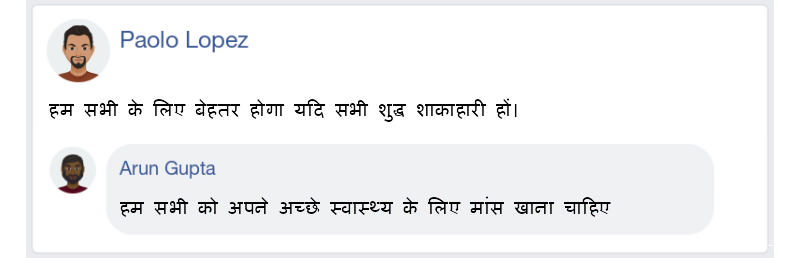 Paolo Lopez
हम सभी के लिए बेहतर होगा यदि सभी शुद्ध शाकाहारी हों।
Arun Gupta
हम सभी को अपने अच्छे स्वास्थ्य के लिए मांस खाना चाहिए